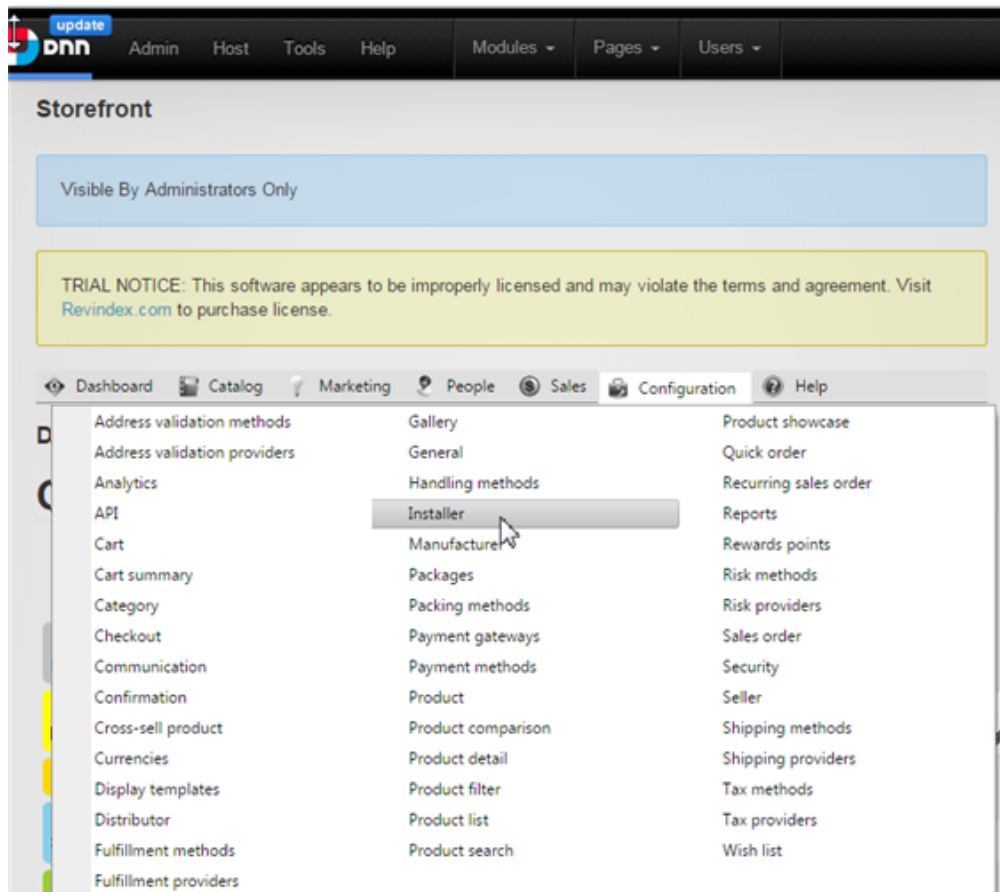 update
DNN Admin Host Tools Help Modules Pages Users
Storefront
Visible By Administrators Only
TRIAL NOTICE: This software appears to be improperly licensed and may violate the terms and agreement. Visit
Revindex.com to purchase license.
Dashboard Catalog Marketing People Sales Configuration Help
Address validation methods
Address validation providers
Analytics
API
Cart
Cart summary
Category
Checkout
Communication
Confirmation
Cross-sell product
Currencies
Display templates
Distributor
Fulfillment methods
Fulfillment providers
Gallery
General
Handling methods
Installer
Manufacturer
Packages
Packing methods
Payment gateways
Payment methods
Product
Product comparison
Product detail
Product filter
Product list
Product search
Product showcase
Quick order
Recurring sales order
Reports
Rewards points
Risk methods
Risk providers
Sales order
Security
Seller
Shipping methods
Shipping providers
Tax methods
Tax providers
Wish list